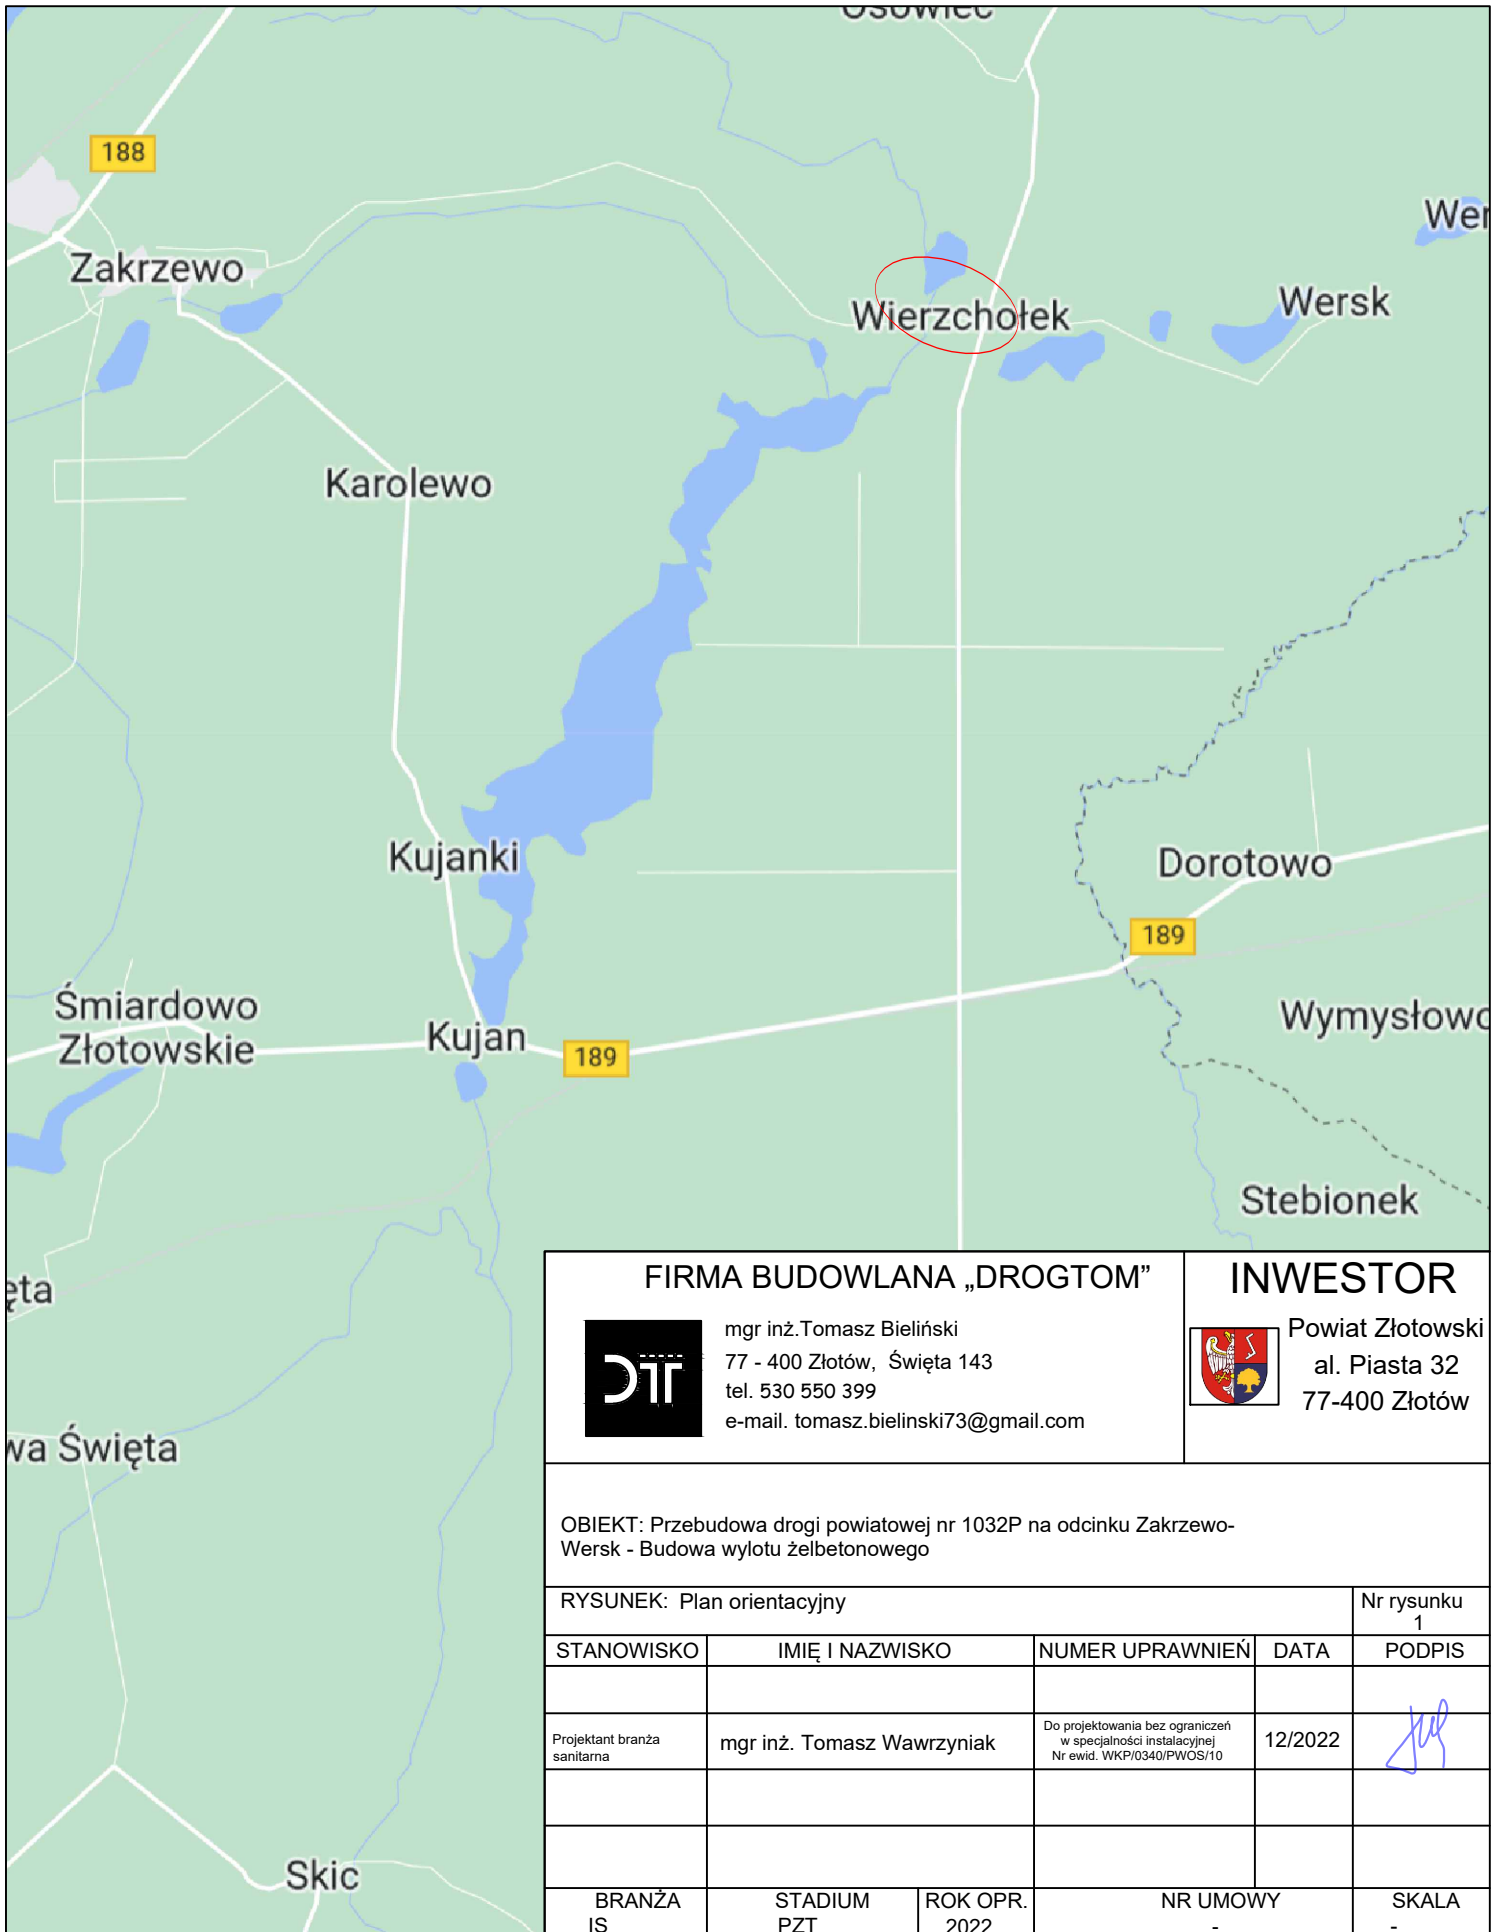 Osowiec
188
Wer
Zakrzewo
Wierzchołek
Wersk
Karolewo
Kujanki
Dorotowo
189
Śmiardowo
Złotowskie
Kujan
189
Wymysłowo
Stebionek
ęta
wa Święta
Skic
FIRMA BUDOWLANA „DROGTOM”
mgr inż.Tomasz Bieliński
77 - 400 Złotów, Święta 143
tel. 530 550 399
e-mail. tomasz.bielinski73@gmail.com
INWESTOR
Powiat Złotowski
al. Piasta 32
77-400 Złotów
OBIEKT: Przebudowa drogi powiatowej nr 1032P na odcinku Zakrzewo-
Wersk - Budowa wylotu żelbetonowego
RYSUNEK: Plan orientacyjny
Nr rysunku
1
STANOWISKO IMIĘ I NAZWISKO NUMER UPRAWNIEŃ DATA PODPIS
Projektant branża
sanitarna
mgr inż. Tomasz Wawrzyniak
Do projektowania bez ograniczeń
w specjalności instalacyjnej
Nr ewid. WKP/0340/PWOS/10
12/2022
BRANŻA STADIUM ROK OPR. NR UMOWY SKALA
IS PZT 2022 - -